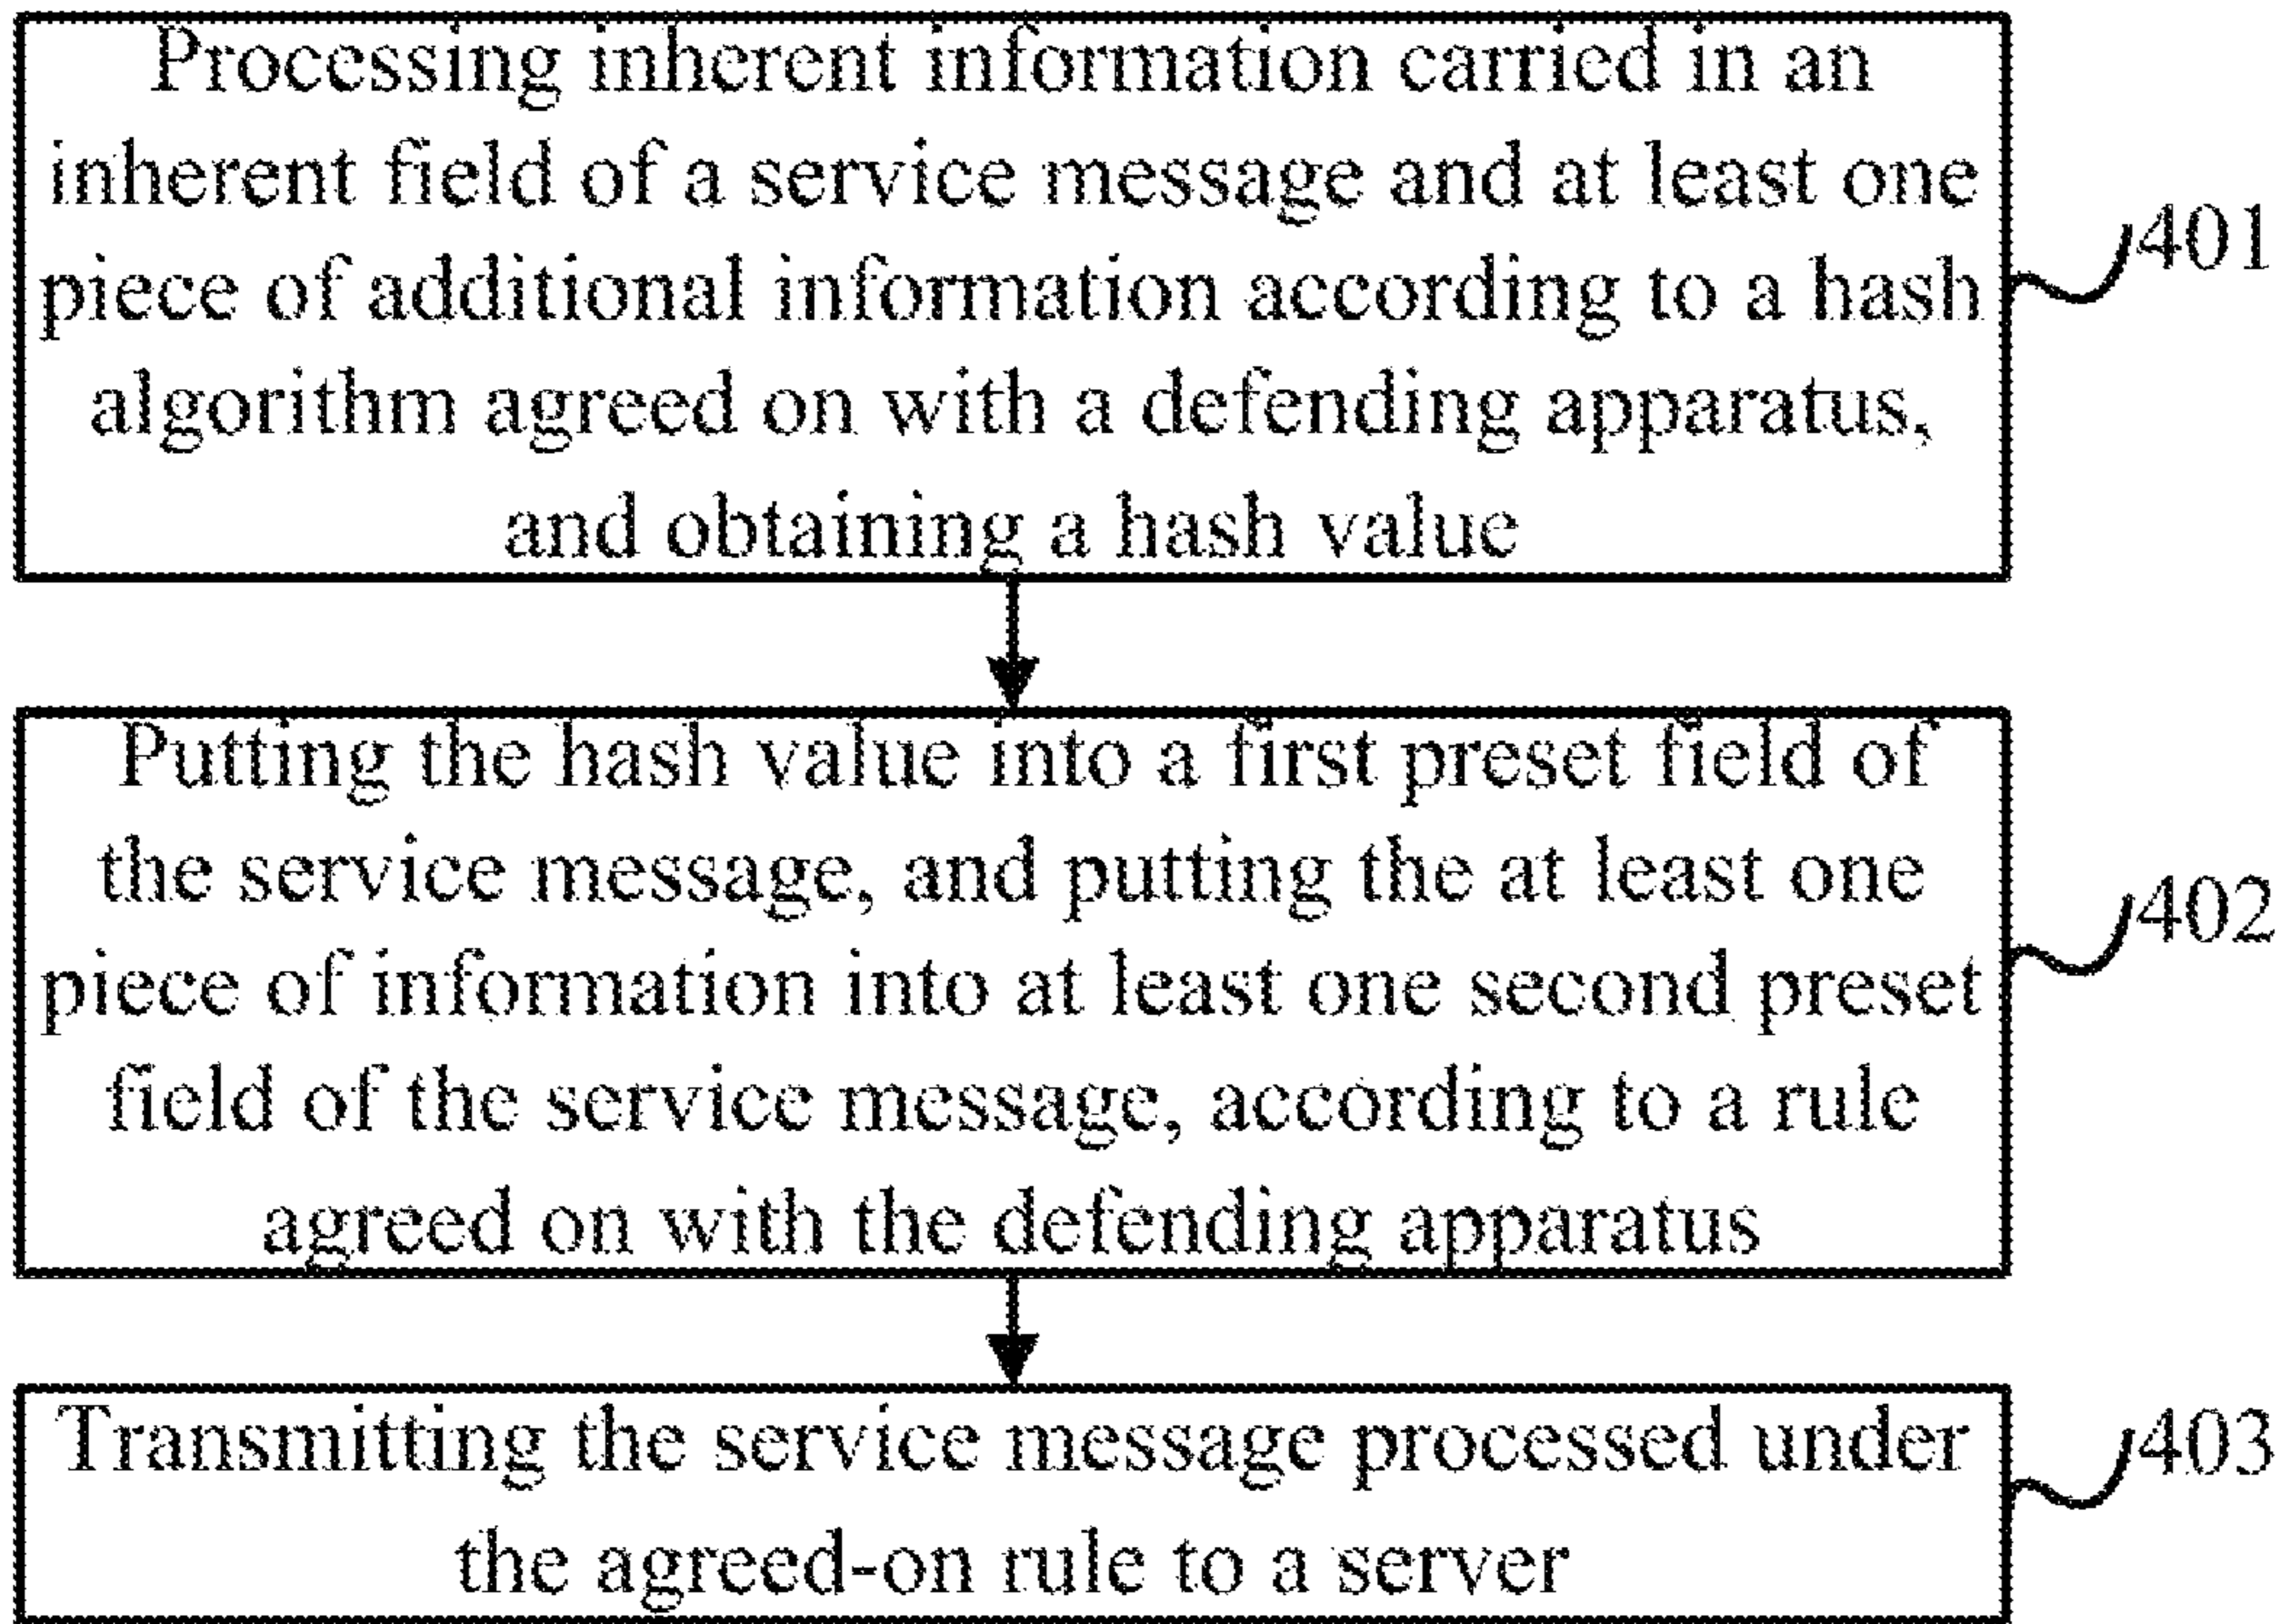 Processing inherent information carried in an
inherent field of a service message and at least one
piece of additional information according to a hash
algorithm agreed on with a defending apparatus,
and obtaining a hash value
401
Putting the hash value into a first preset field of
the service message, and putting the at least one
piece of information into at least one second preset
field of the service message, according to a rule
agreed on with the defending apparatus
402
Transmitting the service message processed under
the agreed-on rule to a server
403